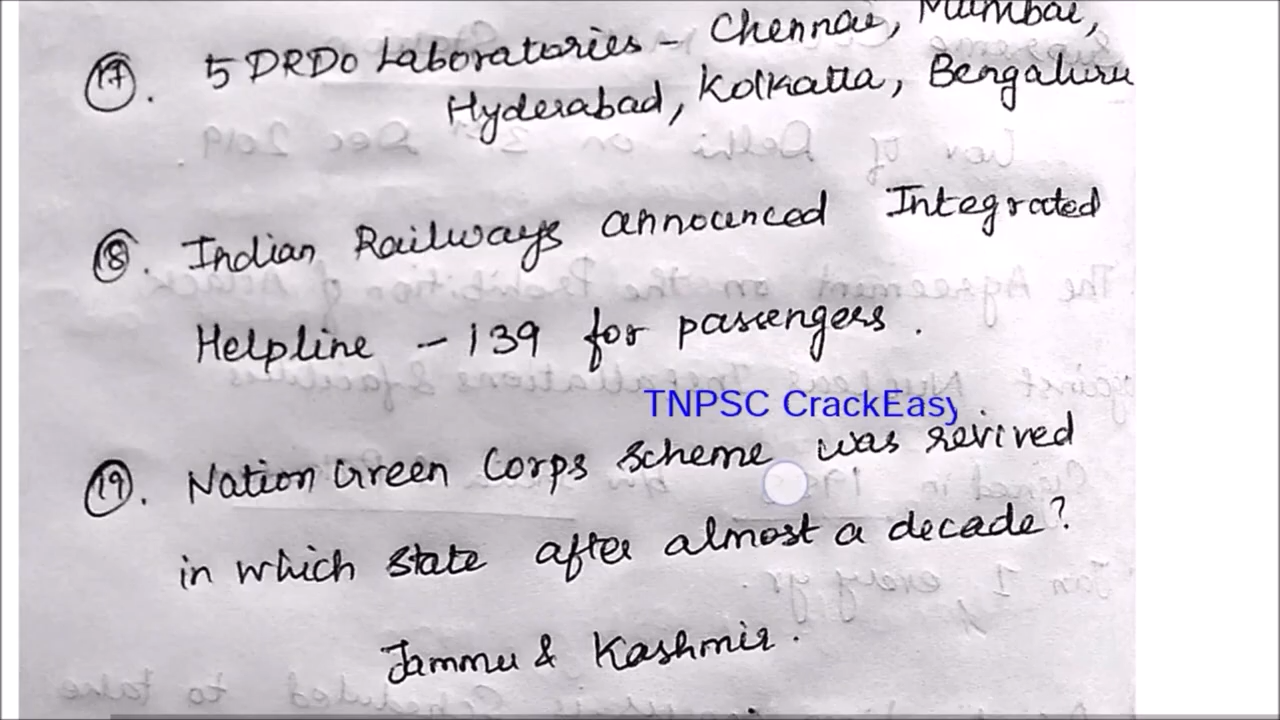 17. 5 DRDO Laboratories - Chennai, Mumbai,
Hyderabad, Kolkatta, Bengaluru
18. Indian Railways announced Integrated
Helpline - 139 for passengers.
TNPSC CrackEasy
19. Nation Green Corps Scheme was revived
in which state after almost a decade?
Jammu & Kashmir.